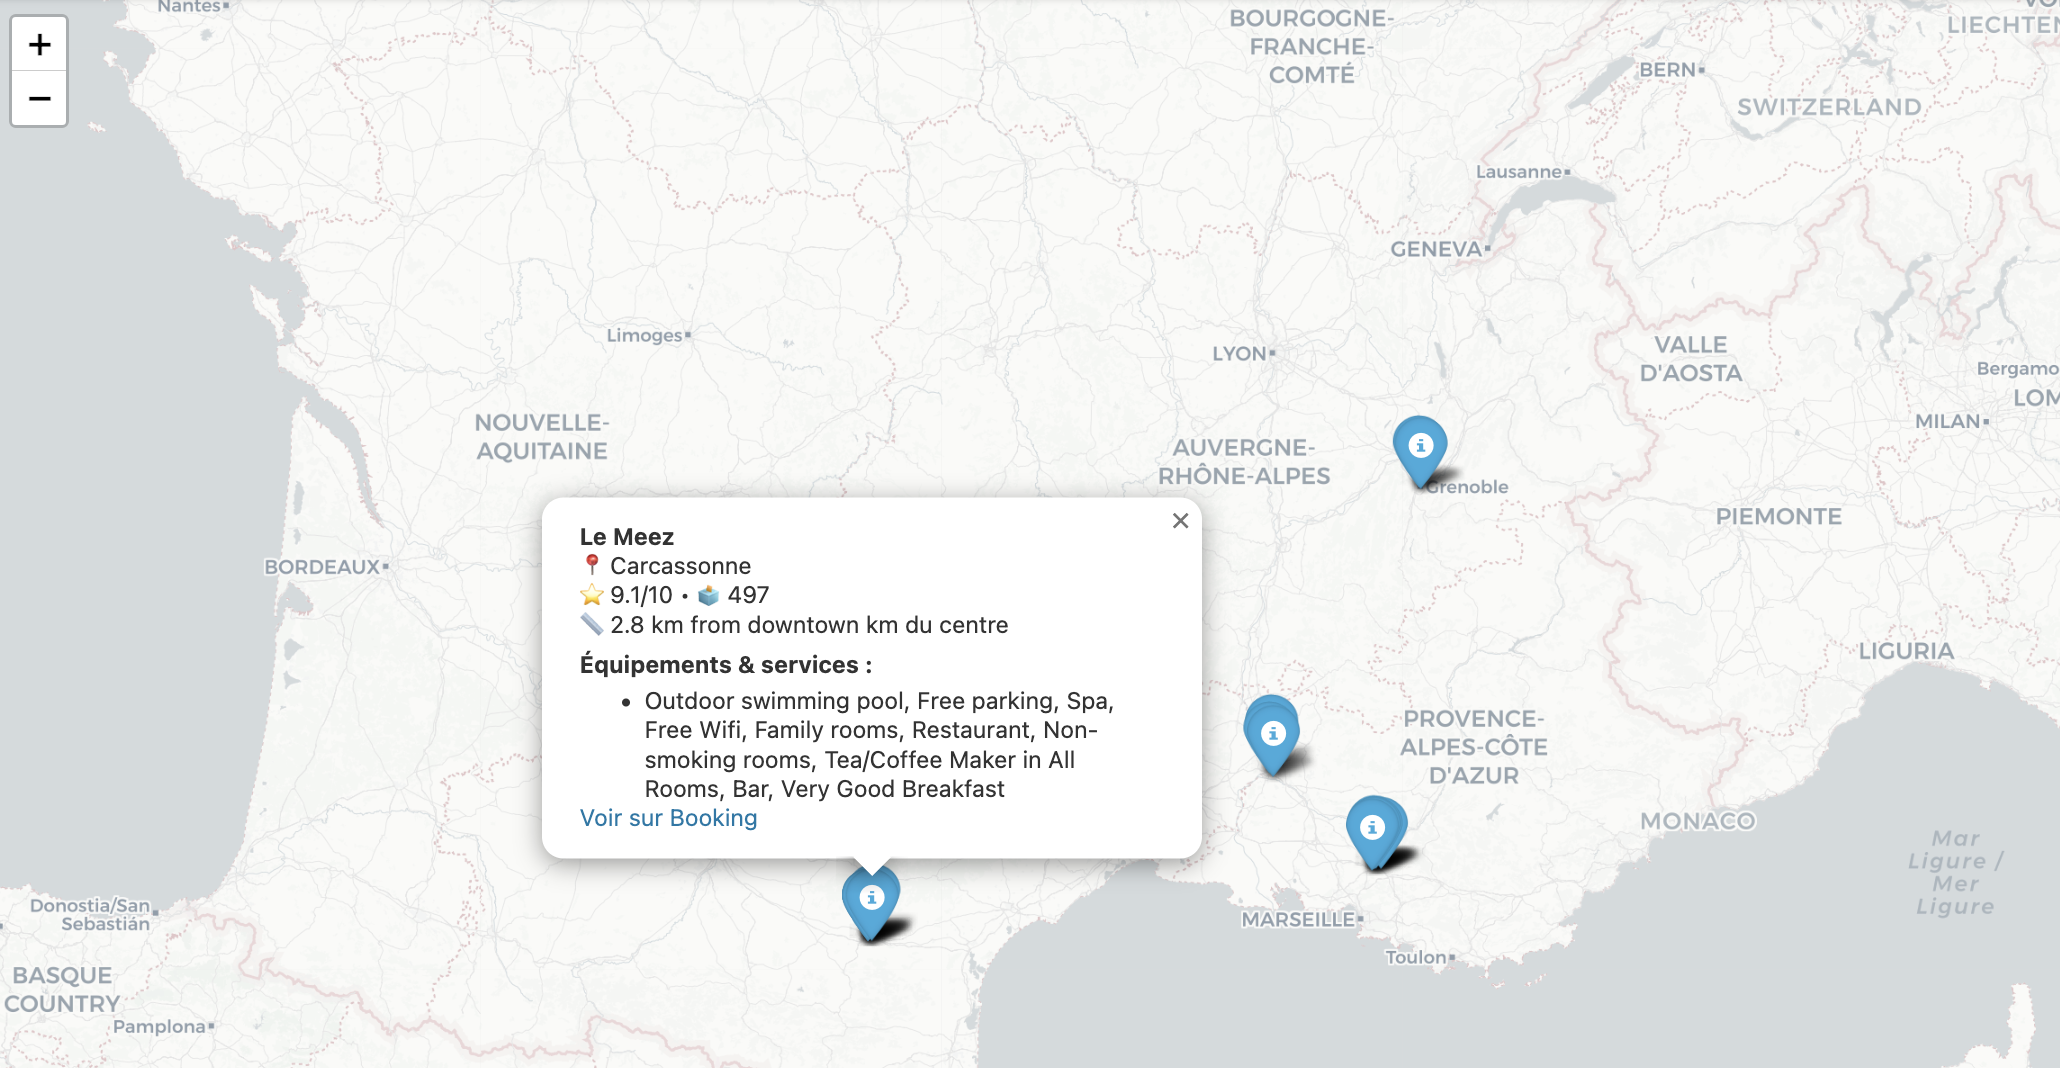 Nantes
BOURGOGNE-
FRANCHE-
COMTÉ
LIECHTEN
+
−
BERN
SWITZERLAND
Lausanne
GENEVA
Limoges
LYON
VALLE
D'AOSTA
Bergamo
LOM
MILAN
NOUVELLE-
AQUITAINE
AUVERGNE-
RHÔNE-ALPES
Grenoble
PIEMONTE
BORDEAUX
×
Le Meez
📍 Carcassonne
⭐ 9.1/10 • 🗳️ 497
📏 2.8 km from downtown km du centre
Équipements & services :
• Outdoor swimming pool, Free parking, Spa,
Free Wifi, Family rooms, Restaurant, Non-
smoking rooms, Tea/Coffee Maker in All
Rooms, Bar, Very Good Breakfast
Voir sur Booking
LIGURIA
PROVENCE-
ALPES-CÔTE
D'AZUR
MONACO
Mar
Ligure /
Mer
Ligure
Donostia/San
Sebastián
MARSEILLE
Toulon
BASQUE
COUNTRY
Pamplona